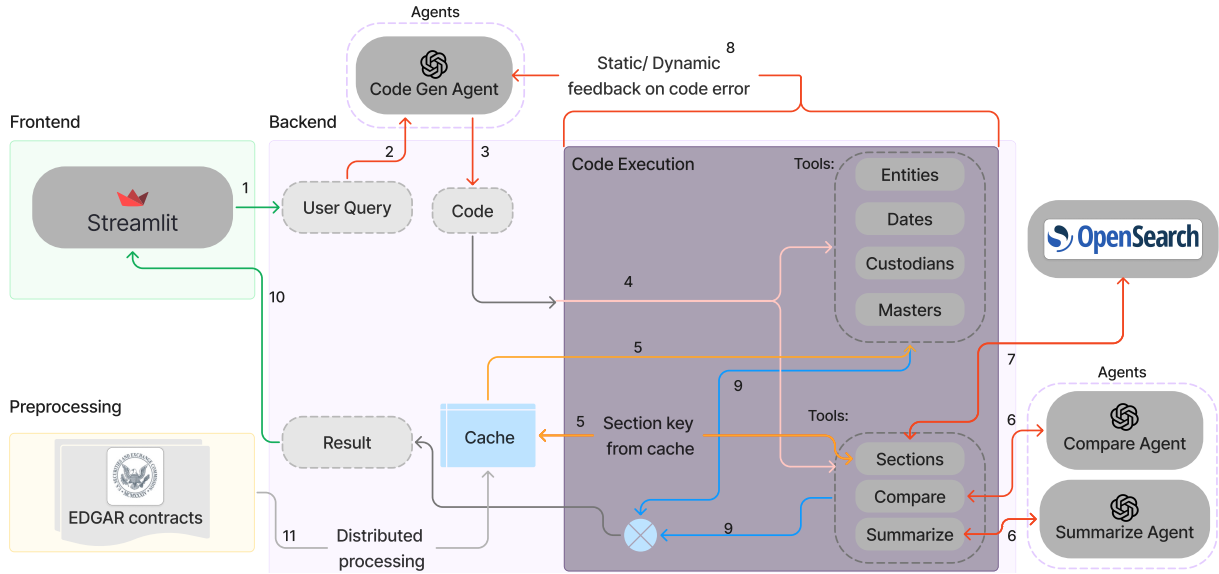 Agents
8
Static/ Dynamic
feedback on code error
Code Gen Agent
Frontend
Backend
2
3
Code Execution
Tools:
Entities
1
Streamlit
User Query
Code
Dates
OpenSearch
Custodians
10
4
Masters
5
7
9
Agents
Preprocessing
Tools:
5
Section key
from cache
6
Compare Agent
Result
Cache
Sections
EDGAR contracts
Compare
11
Distributed
processing
9
Summarize
6
Summarize Agent